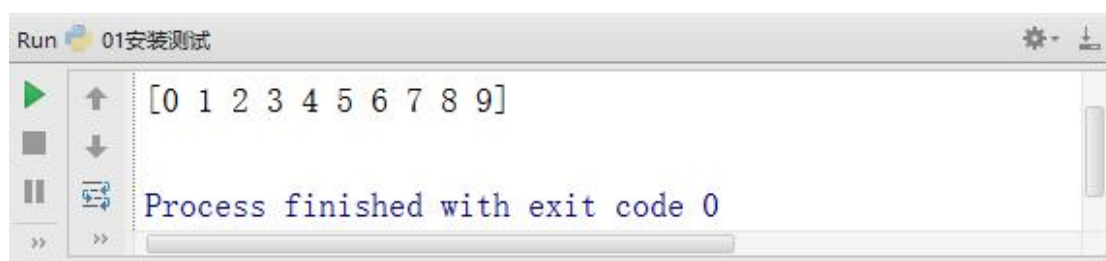 Run 01安装测试
[0 1 2 3 4 5 6 7 8 9]
Process finished with exit code 0